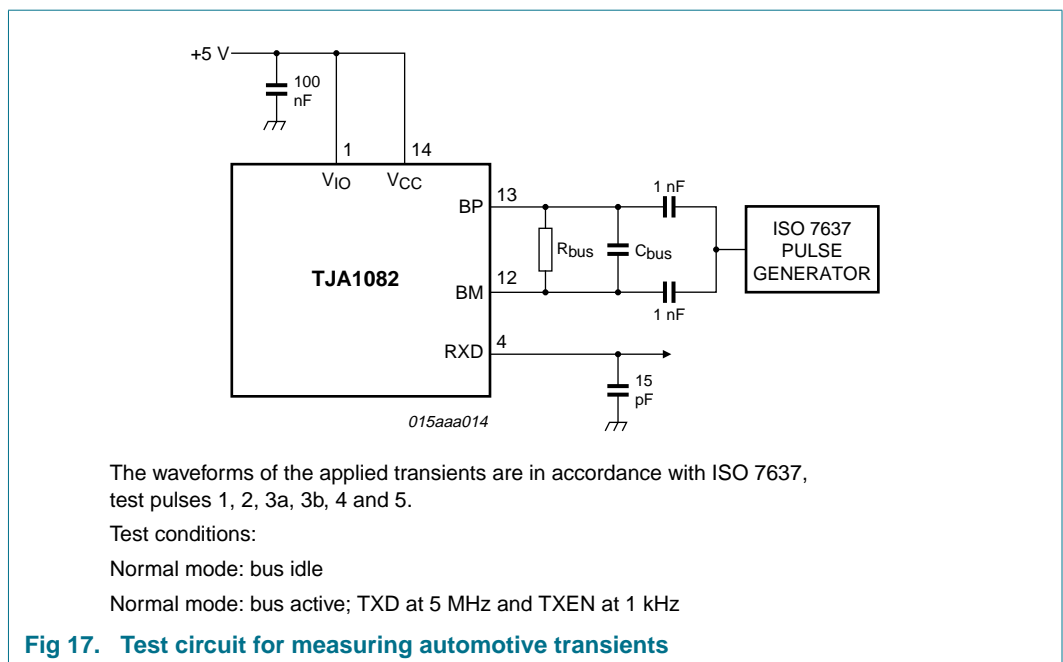 +5 V
100
nF
1
14
VIO
VCC
BP
13
1 nF
Rbus
Cbus
ISO 7637
PULSE
GENERATOR
TJA1082
12
BM
1 nF
RXD
4
15
pF
015aaa014
The waveforms of the applied transients are in accordance with ISO 7637,
test pulses 1, 2, 3a, 3b, 4 and 5.
Test conditions:
Normal mode: bus idle
Normal mode: bus active; TXD at 5 MHz and TXEN at 1 kHz
Fig 17. Test circuit for measuring automotive transients